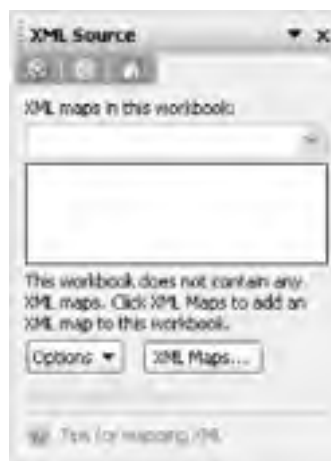 XML Source
XML maps in this workbook:
This workbook does not contain any
XML maps. Click XML Maps to add an
XML map to this workbook.
Options
XML Maps...
Tips for mapping XML